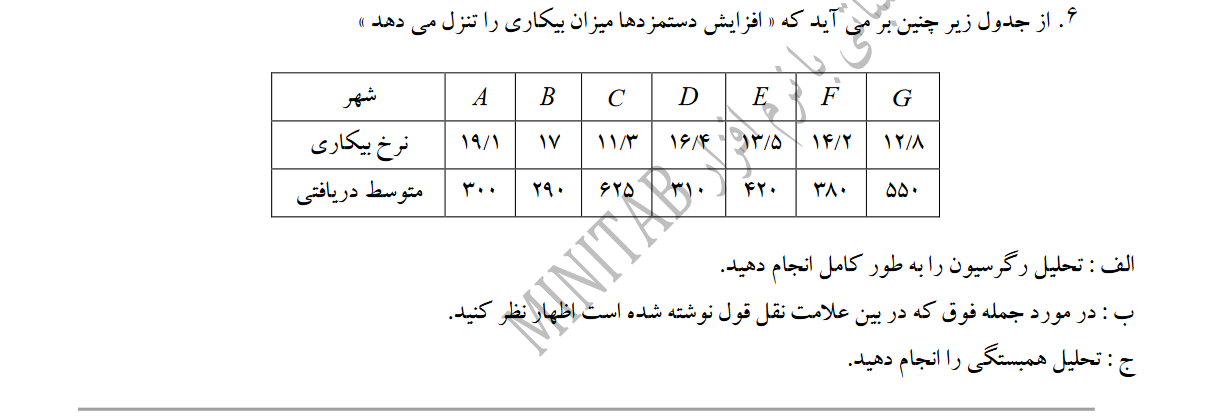 ۶. از جدول زیر چنین بر می آید که « افزایش دستمزدها میزان بیکاری را تنزل می دهد »
شهر A B C D E F G
نرخ بیکاری ۱۹/۱ ۱۷ ۱۱/۳ ۱۶/۴ ۱۳/۵ ۱۴/۲ ۱۲/۸
متوسط دریافتی ۳۰۰ ۲۹۰ ۶۲۵ ۳۱۰ ۴۲۰ ۳۸۰ ۵۵۰
الف : تحلیل رگرسیون را به طور کامل انجام دهید.
ب : در مورد جمله فوق که در بین علامت نقل قول نوشته شده است اظهار نظر کنید.
ج : تحلیل همبستگی را انجام دهید.
با نرم افزار MINITAB